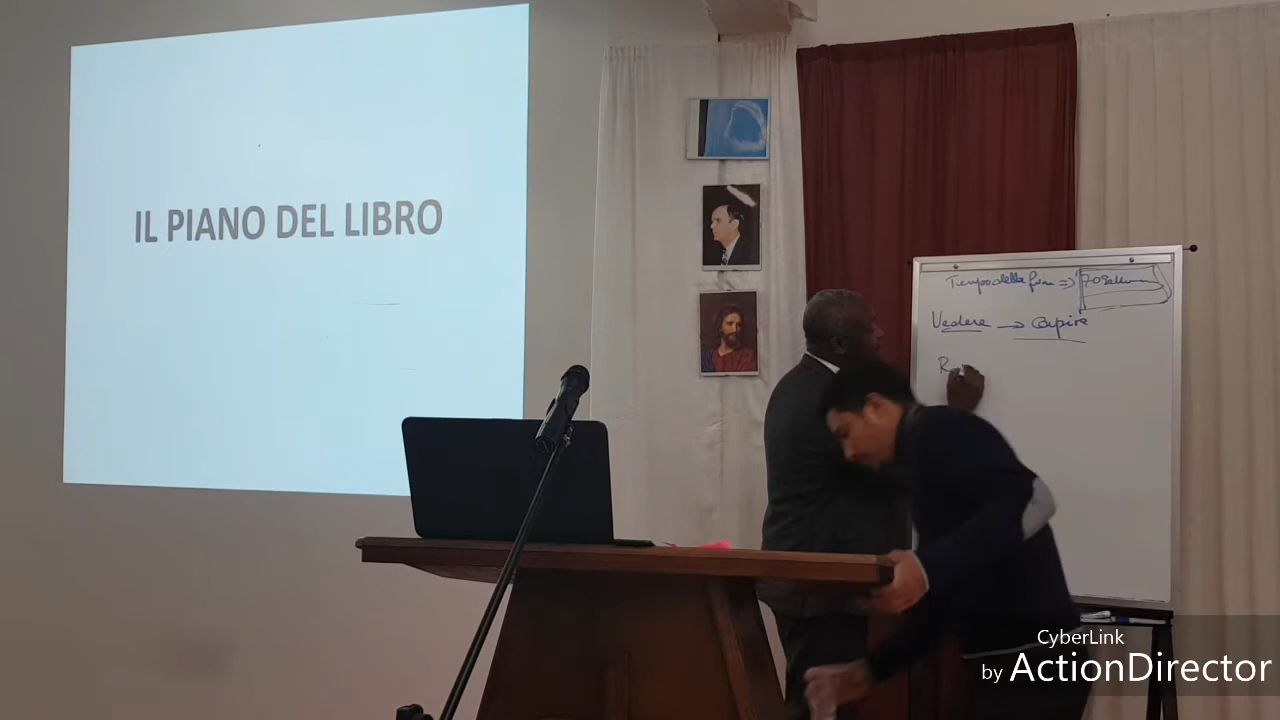 IL PIANO DEL LIBRO
Tempo della fine =>
Vedere → Capire
R
CyberLink
by ActionDirector